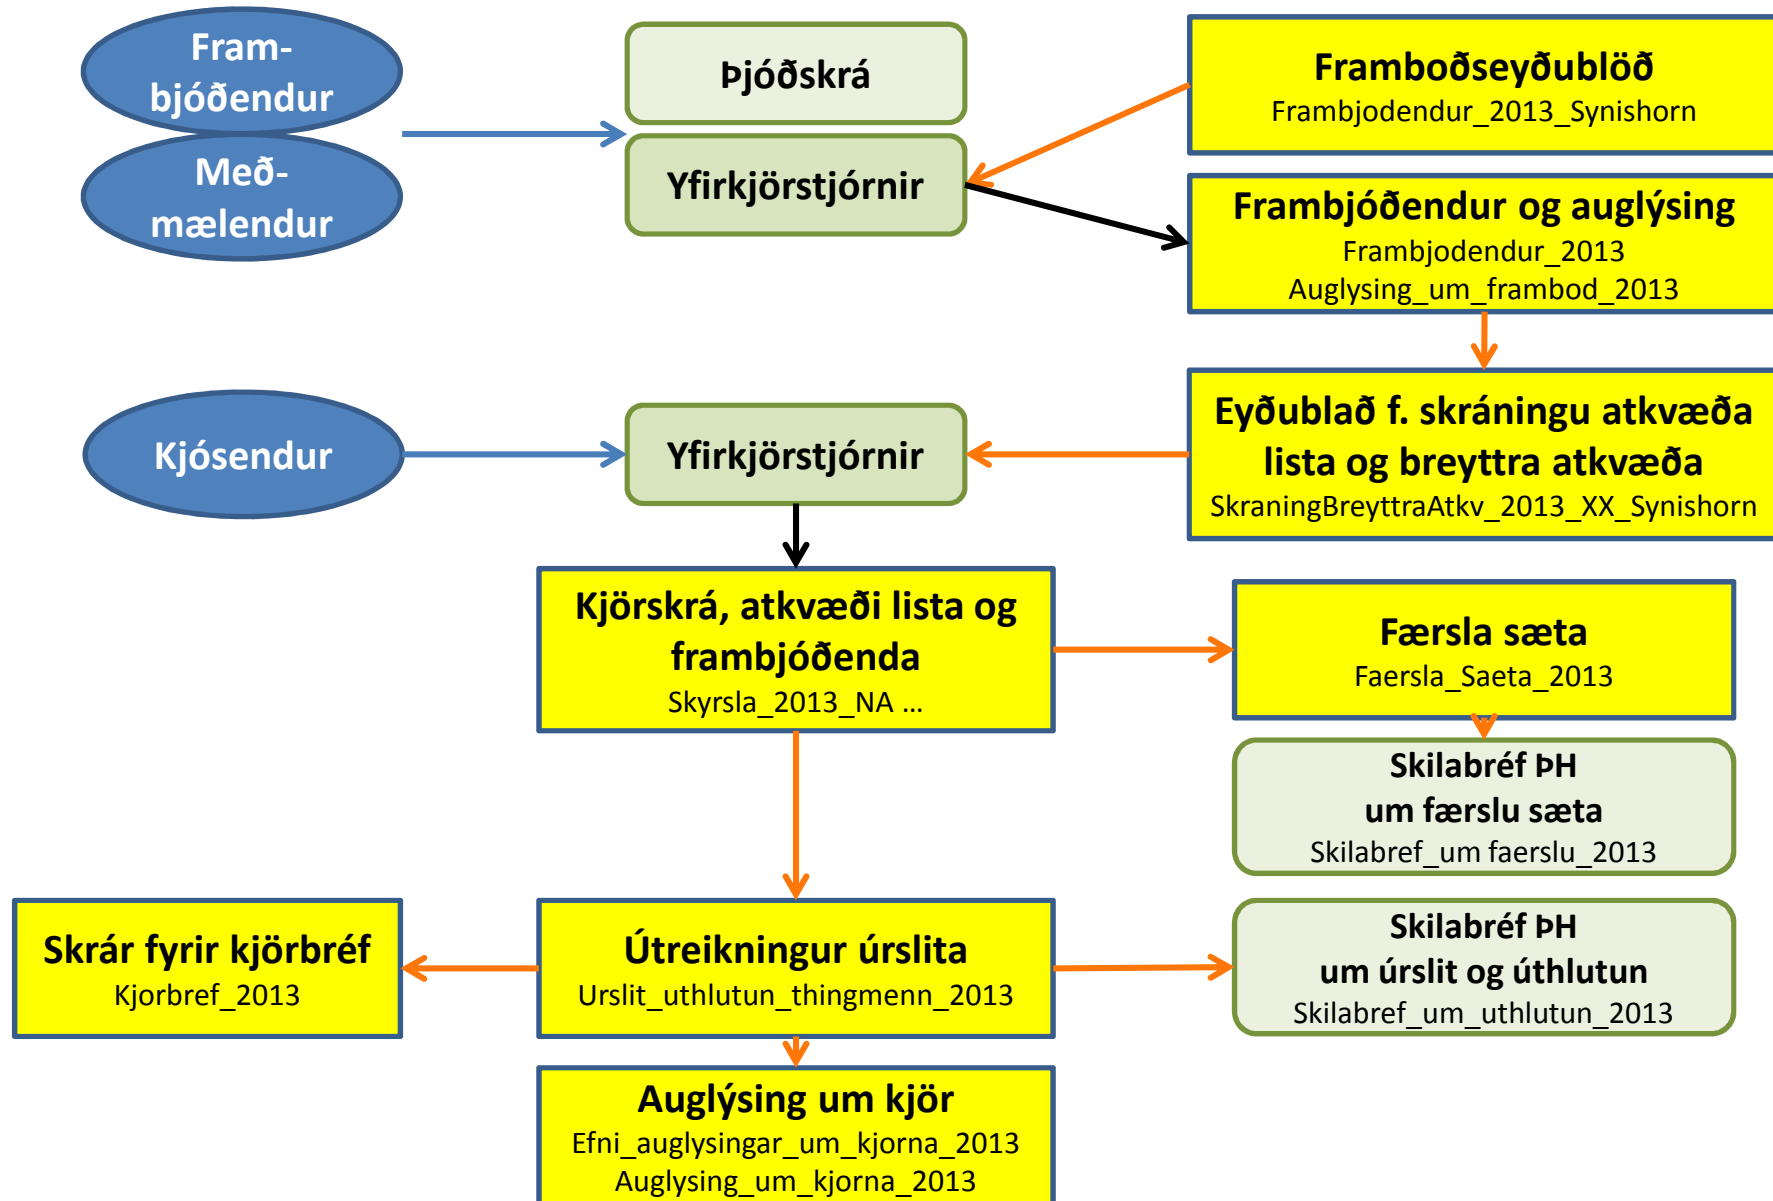 Fram-
bjóðendur
Með-
mælendur
Þjóðskrá
Yfirkjörstjórnir
Framboðseyðublöð
Frambjodendur_2013_Synishorn
Frambjóðendur og auglýsing
Frambjodendur_2013
Auglysing_um_frambod_2013
Kjósendur
Yfirkjörstjórnir
Eyðublað f. skráningu atkvæða
lista og breyttra atkvæða
SkraningBreyttraAtkv_2013_XX_Synishorn
Kjörskrá, atkvæði lista og
frambjóðenda
Skyrsla_2013_NA ...
Færsla sæta
Faersla_Saeta_2013
Skilabréf ÞH
um færslu sæta
Skilabref_um faerslu_2013
Skrár fyrir kjörbréf
Kjorbref_2013
Útreikningur úrslita
Urslit_uthlutun_thingmenn_2013
Skilabréf ÞH
um úrslit og úthlutun
Skilabref_um_uthlutun_2013
Auglýsing um kjör
Efni_auglysingar_um_kjorna_2013
Auglysing_um_kjorna_2013